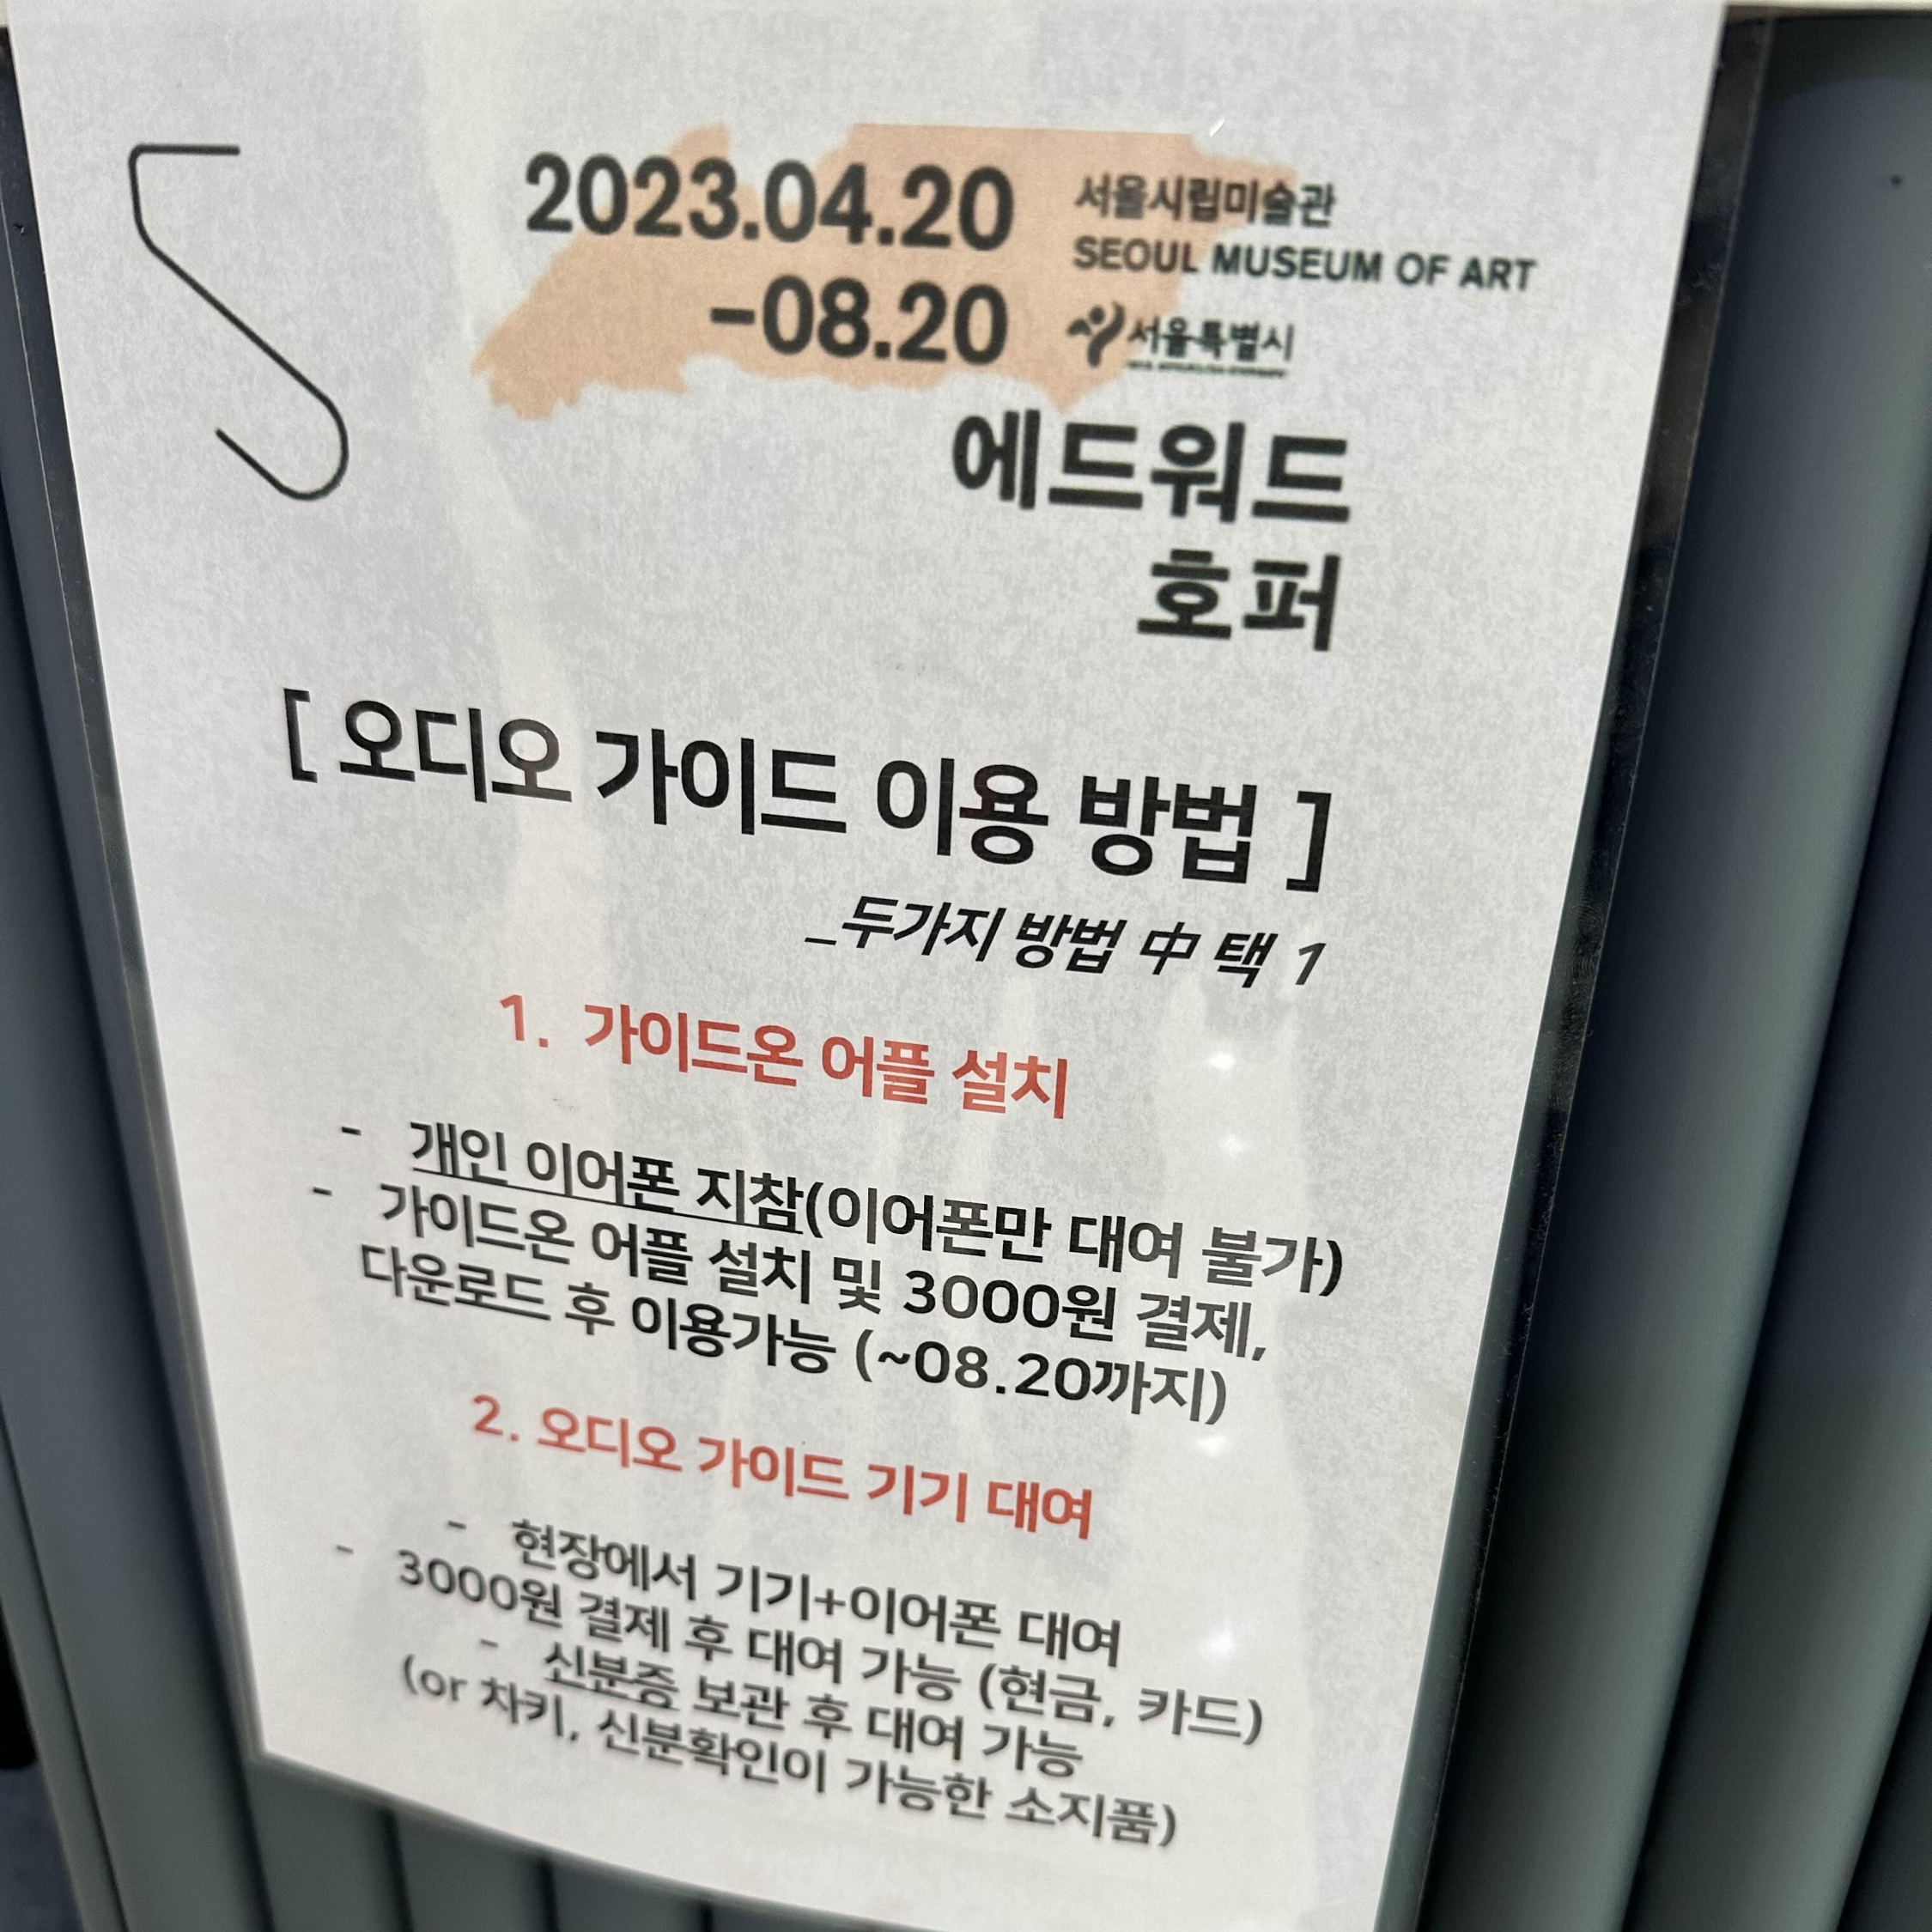 2023.04.20
-08.20
서울시립미술관
SEOUL MUSEUM OF ART
서울특별시
에드워드
호퍼
[ 오디오 가이드 이용 방법 ]
_두가지 방법 中 택 1
1. 가이드온 어플 설치
- 개인 이어폰 지참(이어폰만 대여 불가)
- 가이드온 어플 설치 및 3000원 결제,
다운로드 후 이용가능 (~08.20까지)
2. 오디오 가이드 기기 대여
- 현장에서 기기+이어폰 대여
- 3000원 결제 후 대여 가능 (현금, 카드)
- 신분증 보관 후 대여 가능
(or 차키, 신분확인이 가능한 소지품)